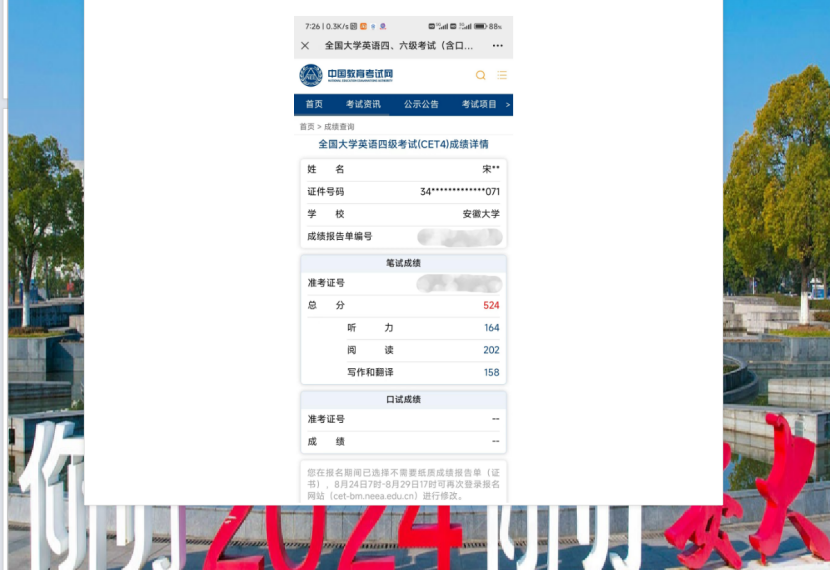 7:26 | 0.3K/s 88%
全国大学英语四、六级考试（含口...
中国教育考试网
NATIONAL EDUCATION EXAMINATIONS AUTHORITY
首页 考试资讯 公示公告 考试项目 >
首页 > 成绩查询
全国大学英语四级考试(CET4)成绩详情
姓 名 宋**
证件号码 34*************071
学 校 安徽大学
成绩报告单编号
笔试成绩
准考证号
总 分 524
听 力 164
阅 读 202
写作和翻译 158
口试成绩
准考证号 --
成 绩 --
您在报名期间已选择不需要纸质成绩报告单（证
书），8月24日7时-8月29日17时可再次登录报名
网站（cet-bm.neea.edu.cn）进行修改。
你好 2024 你好